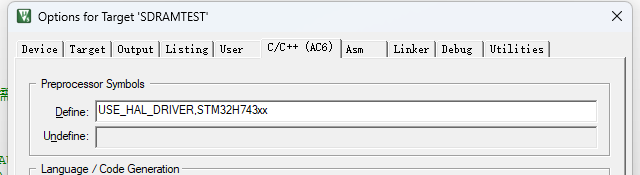 Options for Target 'SDRAMTEST'
Device Target Output Listing User C/C++ (AC6) Asm Linker Debug Utilities
Preprocessor Symbols
Define: USE_HAL_DRIVER,STM32H743xx
Undefine:
Language / Code Generation